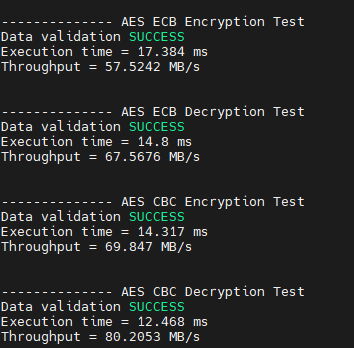 -------------- AES ECB Encryption Test
Data validation SUCCESS
Execution time = 17.384 ms
Throughput = 57.5242 MB/s
-------------- AES ECB Decryption Test
Data validation SUCCESS
Execution time = 14.8 ms
Throughput = 67.5676 MB/s
-------------- AES CBC Encryption Test
Data validation SUCCESS
Execution time = 14.317 ms
Throughput = 69.847 MB/s
-------------- AES CBC Decryption Test
Data validation SUCCESS
Execution time = 12.468 ms
Throughput = 80.2053 MB/s